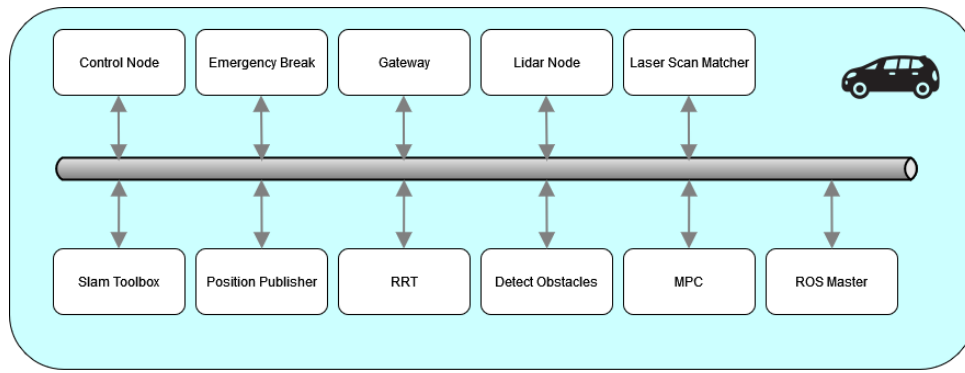 Control Node
Emergency Break
Gateway
Lidar Node
Laser Scan Matcher
Slam Toolbox
Position Publisher
RRT
Detect Obstacles
MPC
ROS Master